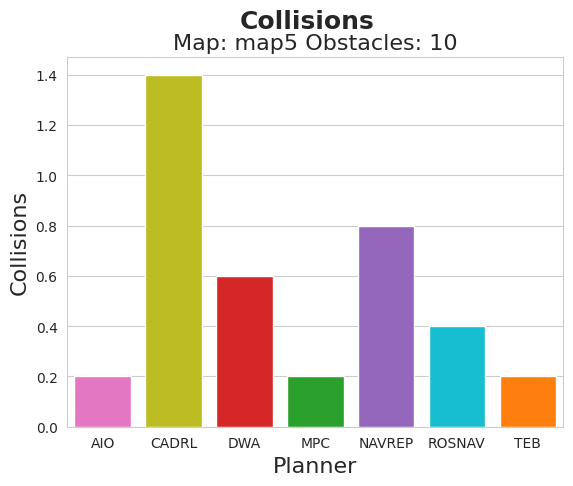 Collisions
Map: map5 Obstacles: 10
Collisions
1.4
1.2
1.0
0.8
0.6
0.4
0.2
0.0
AIO CADRL DWA MPC NAVREP ROSNAV TEB
Planner